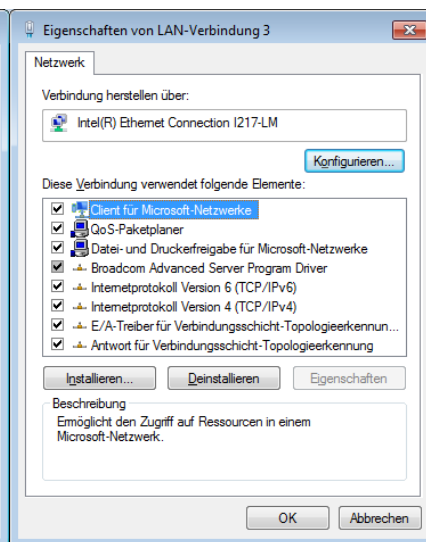 Eigenschaften von LAN-Verbindung 3
Netzwerk
Verbindung herstellen über:
Intel(R) Ethernet Connection I217-LM
Konfigurieren...
Diese Verbindung verwendet folgende Elemente:
Client für Microsoft-Netzwerke
QoS-Paketplaner
Datei- und Druckerfreigabe für Microsoft-Netzwerke
Broadcom Advanced Server Program Driver
Internetprotokoll Version 6 (TCP/IPv6)
Internetprotokoll Version 4 (TCP/IPv4)
E/A-Treiber für Verbindungsschicht-Topologieerkennun...
Antwort für Verbindungsschicht-Topologieerkennung
Installieren... Deinstallieren Eigenschaften
Beschreibung
Ermöglicht den Zugriff auf Ressourcen in einem
Microsoft-Netzwerk.
OK Abbrechen